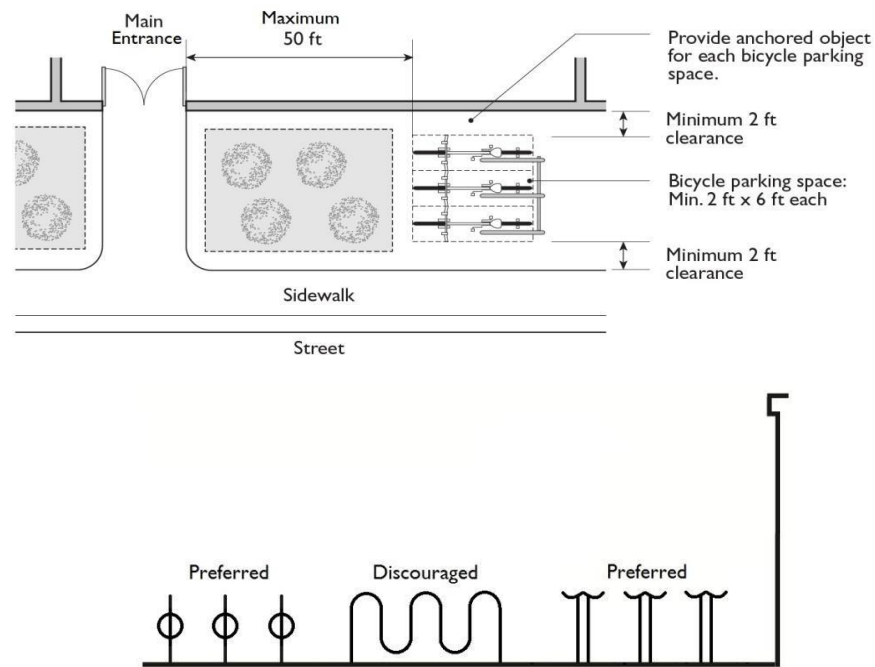 Main
Entrance
Maximum
50 ft
Provide anchored object
for each bicycle parking
space.
Minimum 2 ft
clearance
Bicycle parking space:
Min. 2 ft x 6 ft each
Minimum 2 ft
clearance
Sidewalk
Street
Preferred
Discouraged
Preferred